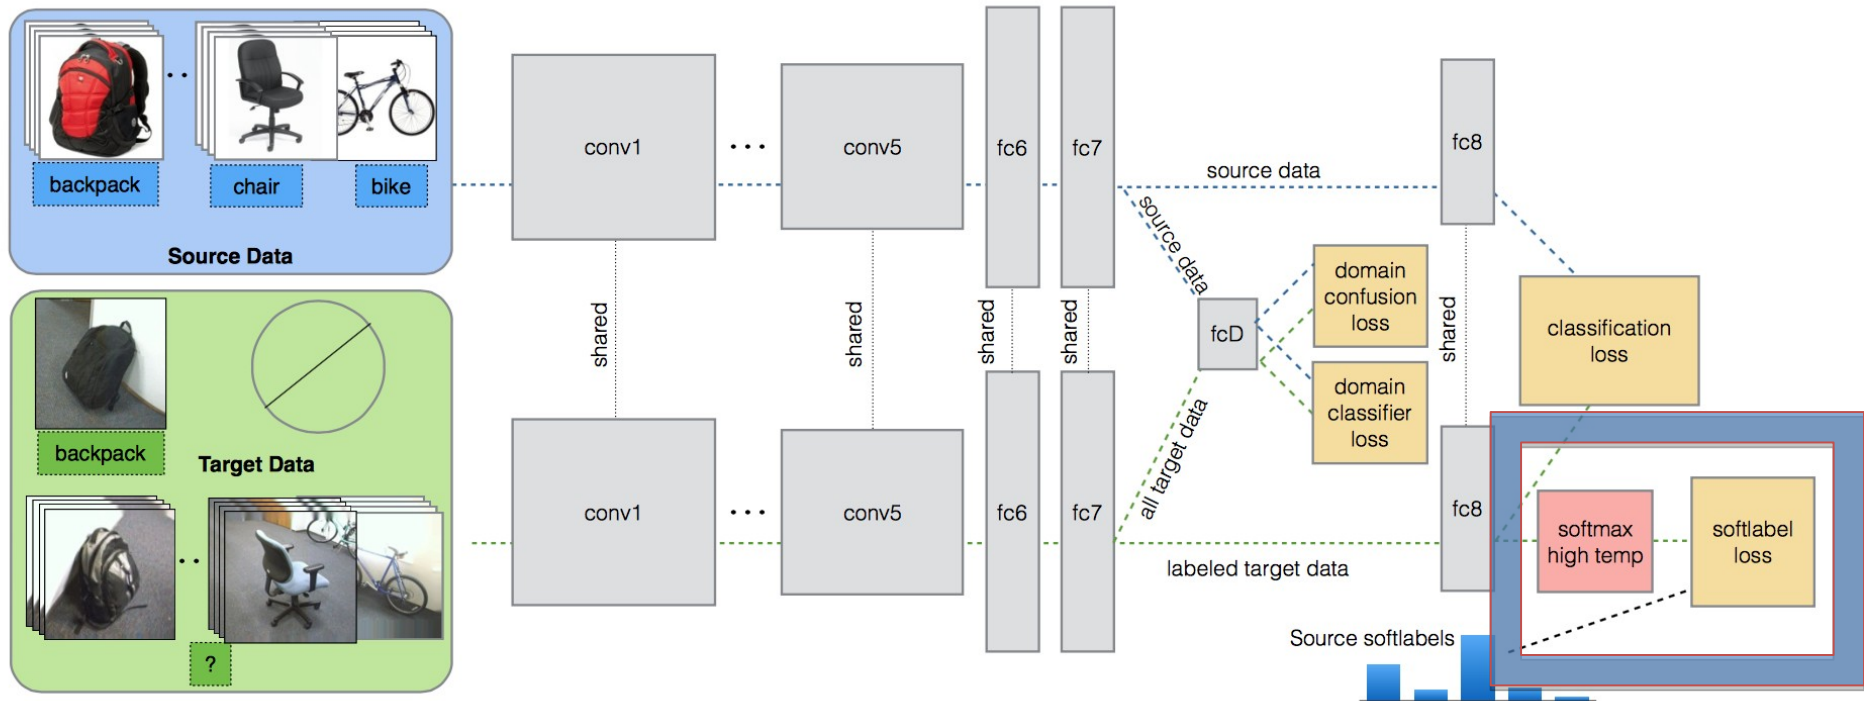 backpack
chair
bike
Source Data
backpack
Target Data
?
conv1
conv5
fc6
fc7
shared
shared
shared
shared
conv1
conv5
fc6
fc7
source data
source data
all target data
labeled target data
fcD
domain
confusion
loss
domain
classifier
loss
fc8
shared
fc8
classification
loss
softmax
high temp
softlabel
loss
Source softlabels